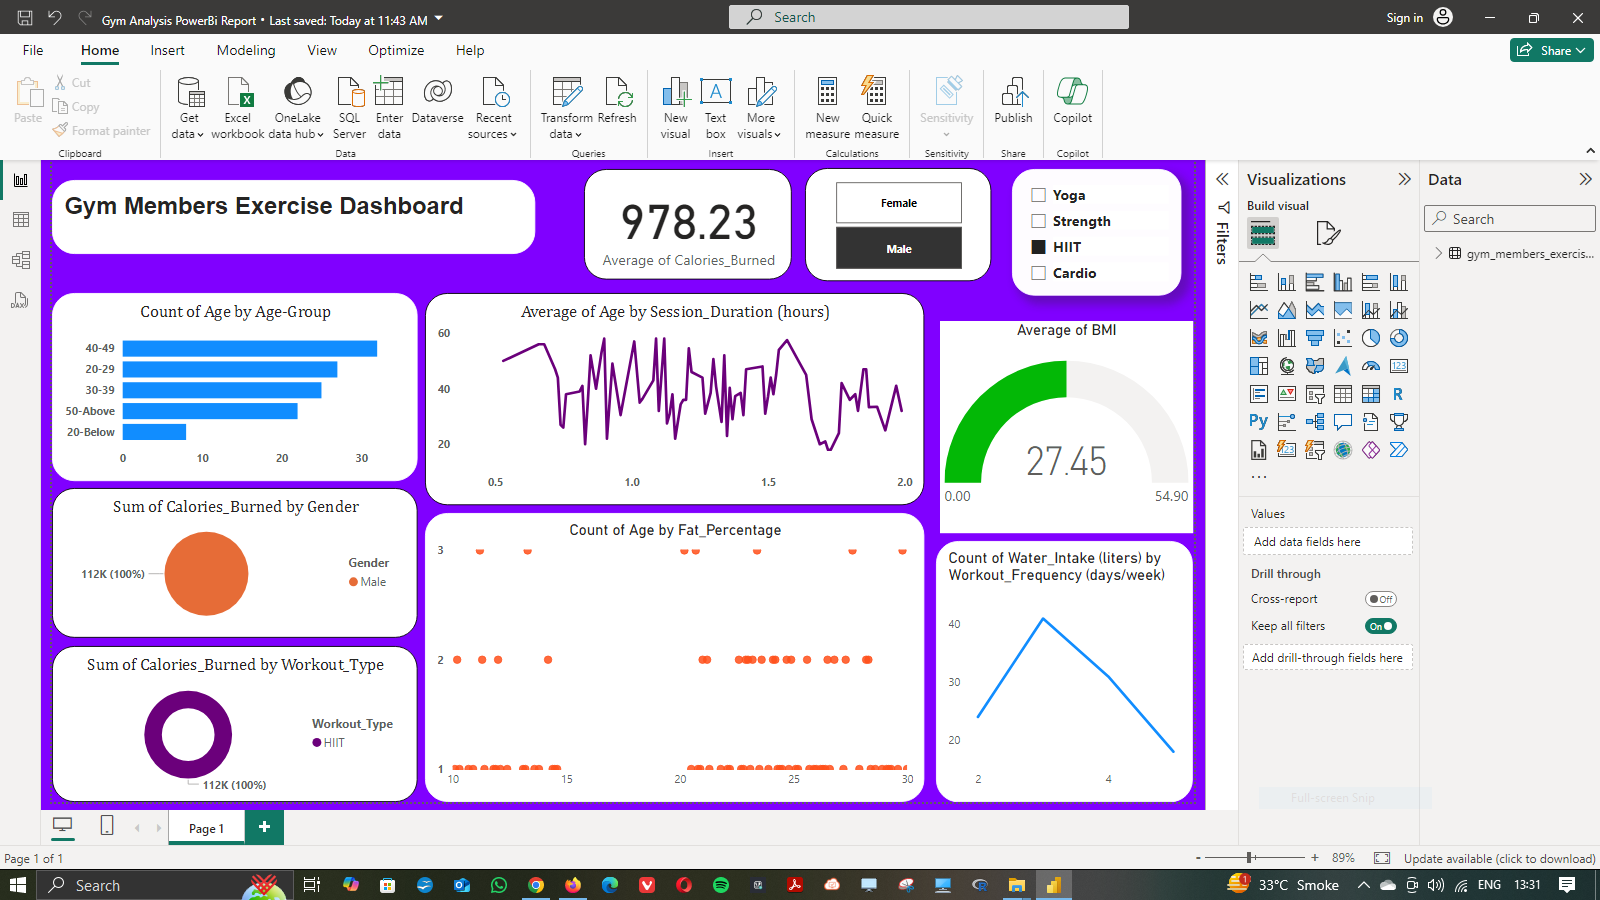 Gym Analysis PowerBi Report • Last saved: Today at 11:43 AM
Search
Sign in
File
Home
Insert
Modeling
View
Optimize
Help
Share
Paste
Cut
Copy
Format painter
Clipboard
Get data
Excel workbook
OneLake data hub
SQL Server
Enter data
Dataverse
Recent sources
Data
Transform data
Refresh
Queries
New visual
Text box
More visuals
Insert
New measure
Quick measure
Calculations
Sensitivity
Sensitivity
Publish
Share
Copilot
Copilot
Gym Members Exercise Dashboard
978.23
Average of Calories_Burned
Female
Male
Yoga
Strength
HIIT
Cardio
Count of Age by Age-Group
40-49
20-29
30-39
50-Above
20-Below
0 10 20 30
Average of Age by Session_Duration (hours)
60
40
20
0.5 1.0 1.5 2.0
Average of BMI
27.45
0.00 54.90
Sum of Calories_Burned by Gender
112K (100%)
Gender
Male
Sum of Calories_Burned by Workout_Type
Workout_Type
HIIT
112K (100%)
Count of Age by Fat_Percentage
3
2
1
10 15 20 25 30
Count of Water_Intake (liters) by
Workout_Frequency (days/week)
40
30
20
2 4
Filters
Visualizations
Build visual
123
R
Py
123
...
Values
Add data fields here
Drill through
Cross-report
Off
Keep all filters
On
Add drill-through fields here
Data
Search
gym_members_exercis...
Full-screen Snip
DAX
Page 1
+
Page 1 of 1
- + 89%
Update available (click to download)
Search
1
33°C Smoke
ENG
13:31